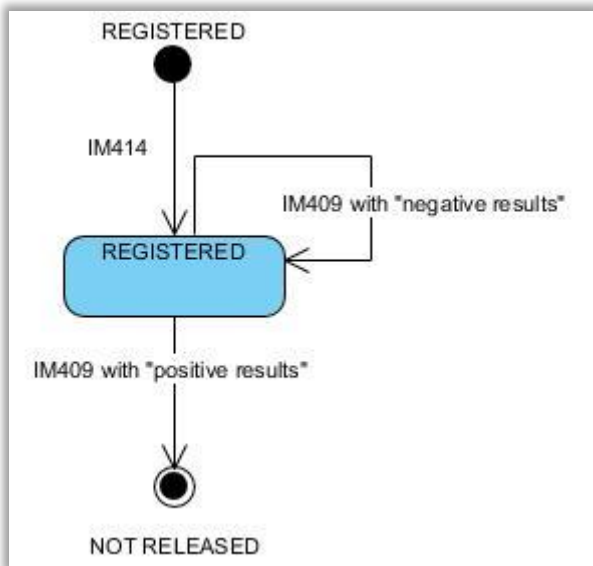 REGISTERED
IM414
IM409 with "negative results"
REGISTERED
IM409 with "positive results"
NOT RELEASED